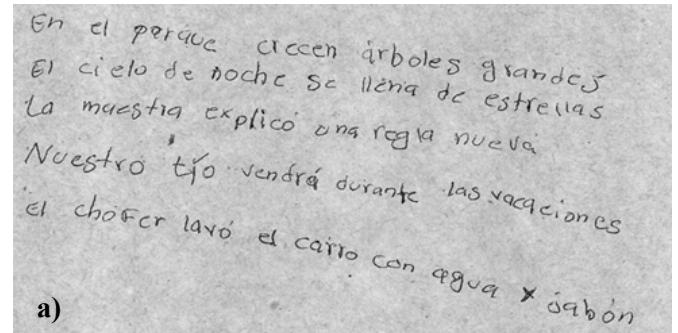 En el parque crecen árboles grandes
El cielo de noche se llena de estrellas
La maestra explicó una regla nueva
Nuestro tío vendrá durante las vacaciones
El chofer lavó el carro con agua y jabón
a)